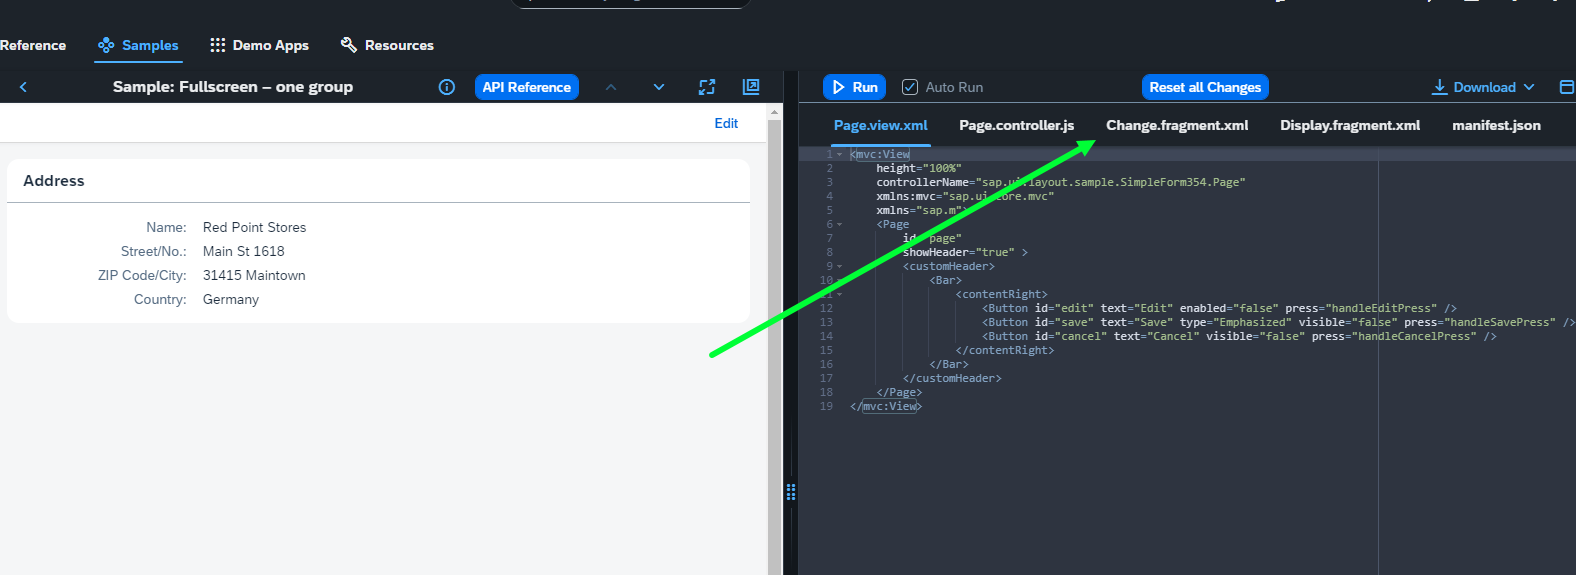 Reference
Samples
Demo Apps
Resources
Sample: Fullscreen – one group
API Reference
Run
Auto Run
Reset all Changes
Download
Edit
Address
Name: Red Point Stores
Street/No.: Main St 1618
ZIP Code/City: 31415 Maintown
Country: Germany
Page.view.xml
Page.controller.js
Change.fragment.xml
Display.fragment.xml
manifest.json
1 <mvc:View
2 height="100%"
3 controllerName="sap.ui.layout.sample.SimpleForm354.Page"
4 xmlns:mvc="sap.ui.core.mvc"
5 xmlns="sap.m">
6 <Page
7 id="page"
8 showHeader="true" >
9 <customHeader>
10 <Bar>
11 <contentRight>
12 <Button id="edit" text="Edit" enabled="false" press="handleEditPress" />
13 <Button id="save" text="Save" type="Emphasized" visible="false" press="handleSavePress" />
14 <Button id="cancel" text="Cancel" visible="false" press="handleCancelPress" />
15 </contentRight>
16 </Bar>
17 </customHeader>
18 </Page>
19 </mvc:View>